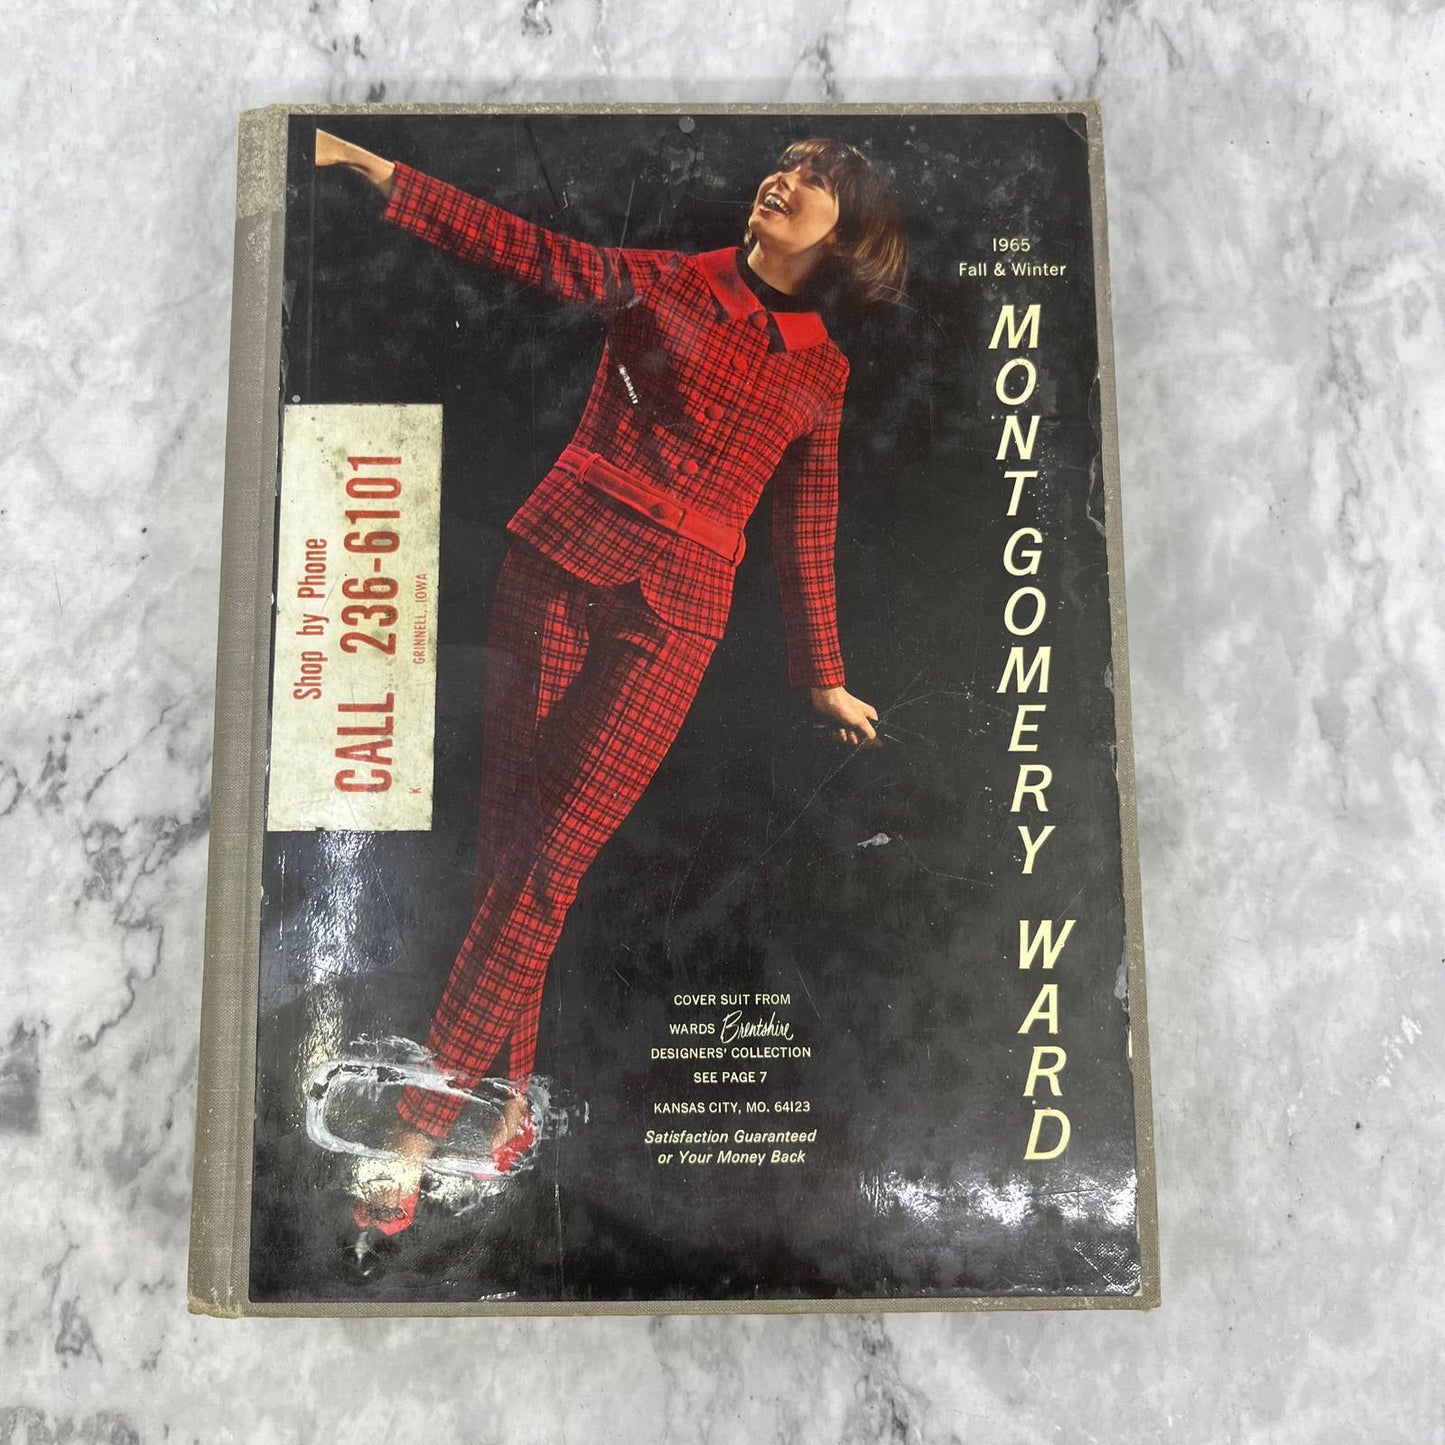 1965
Fall & Winter
MONTGOMERY WARD
Shop by Phone
CALL 236-6101
GRINNELL, IOWA
K
COVER SUIT FROM
WARDS Brentshire
DESIGNERS' COLLECTION
SEE PAGE 7
KANSAS CITY, MO. 64123
Satisfaction Guaranteed
or Your Money Back